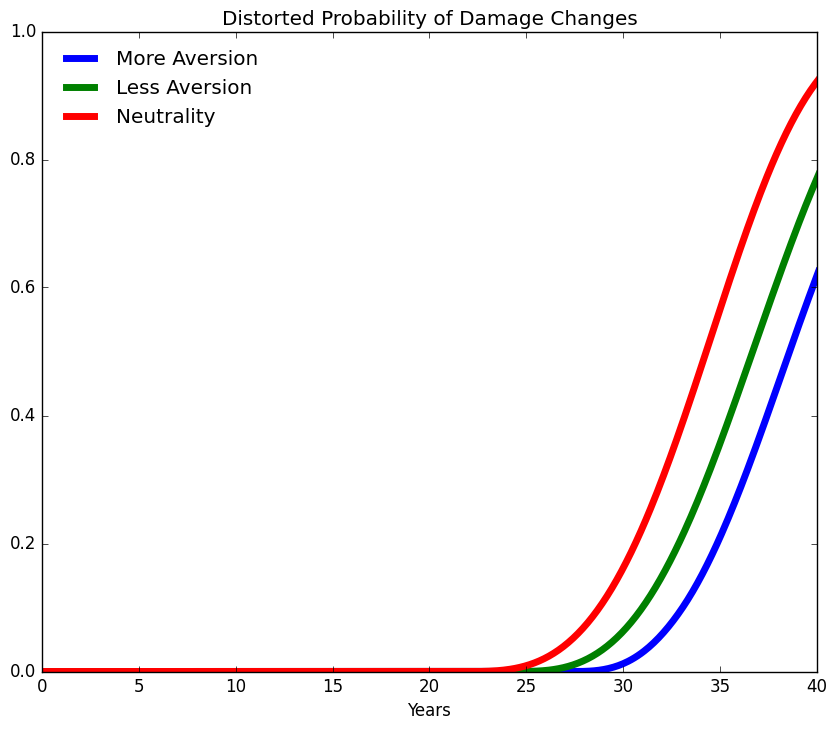 Distorted Probability of Damage Changes
1.0
More Aversion
Less Aversion
Neutrality
0.8
0.6
0.4
0.2
0.0
0 5 10 15 20 25 30 35 40
Years